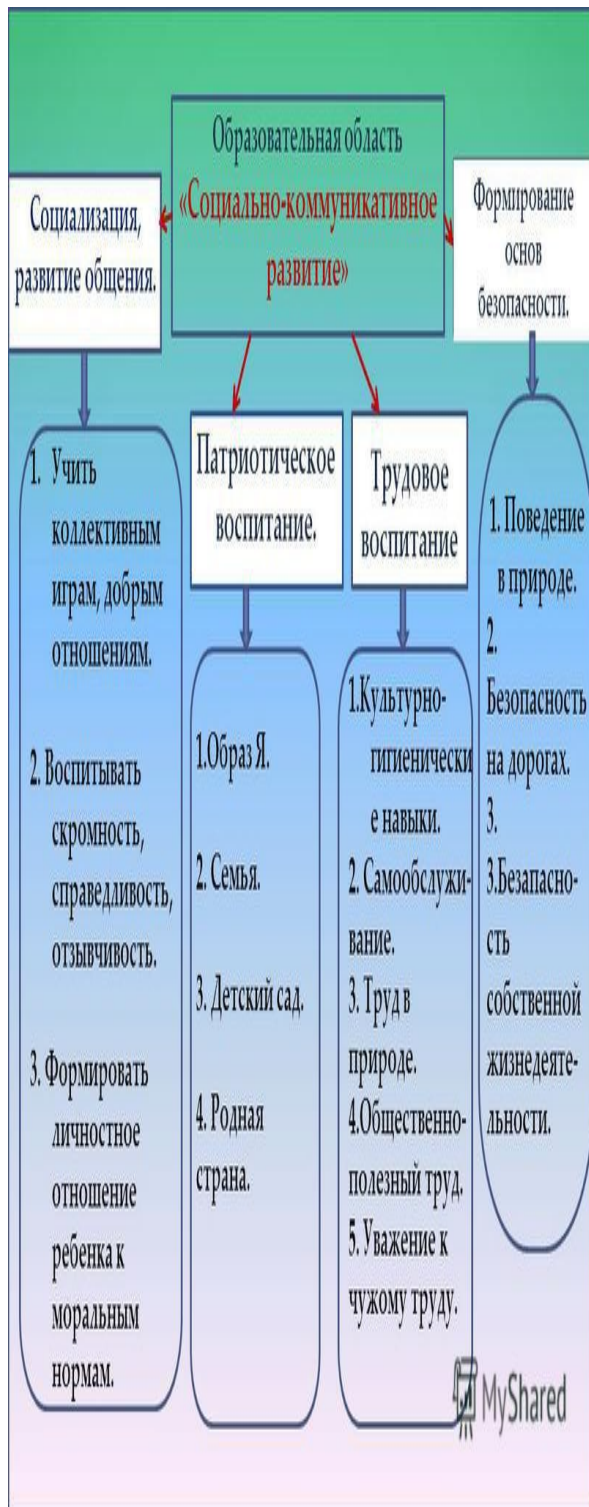 Образовательная область
«Социально-коммуникативное
развитие»
Социализация,
развитие общения.
1. Учить
коллективным
играм, добрым
отношениям.
2. Воспитывать
скромность,
справедливость,
отзывчивость.
3. Формировать
личностное
отношение
ребенка к
моральным
нормам.
Патриотическое
воспитание.
1.Образ Я.
2. Семья.
3. Детский сад.
4. Родная
страна.
Трудовое
воспитание
1.Культурно-
гигиенически
е навыки.
2. Самообслужи-
вание.
3. Труд в
природе.
4.Общественно-
полезный труд.
5. Уважение к
чужому труду.
Формирование
основ
безопасности.
1. Поведение
в природе.
2.
Безопасность
на дорогах.
3.
3.Безапасно-
сть
собственной
жизнедеяте-
льности.
MyShared